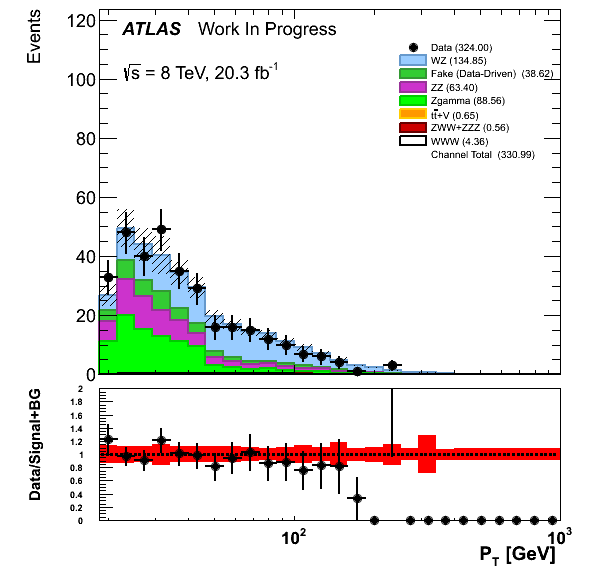 Events
120
100
80
60
40
20
0
ATLAS Work In Progress
√s = 8 TeV, 20.3 fb⁻¹
Data (324.00)
WZ (134.85)
Fake (Data-Driven) (38.62)
ZZ (63.40)
Zgamma (88.56)
tt̄+V (0.65)
ZWW+ZZZ (0.56)
WWW (4.36)
Channel Total (330.99)
Data/Signal+BG
2
1.8
1.6
1.4
1.2
1
0.8
0.6
0.4
0.2
0
10²
10³
P_T [GeV]